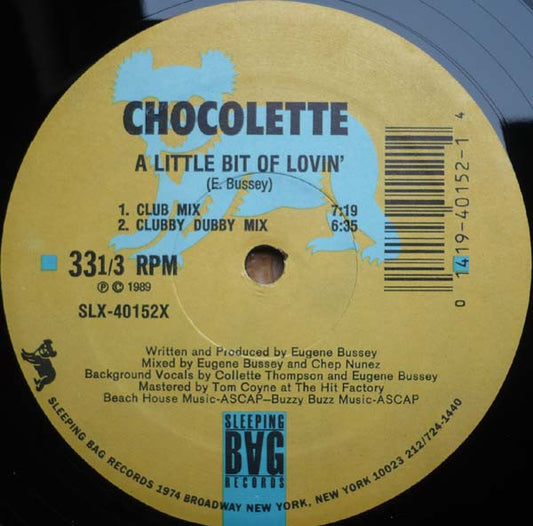 CHOCOLETTE
A LITTLE BIT OF LOVIN'
(E. Bussey)
1. CLUB MIX 7:19
2. CLUBBY DUBBY MIX 6:35
33 1/3 RPM
Ⓟ © 1989
SLX-40152X
0 1419-40152-1 4
Written and Produced by Eugene Bussey
Mixed by Eugene Bussey and Chep Nunez
Background Vocals by Collette Thompson and Eugene Bussey
Mastered by Tom Coyne at The Hit Factory
Beach House Music-ASCAP—Buzzy Buzz Music-ASCAP
SLEEPING
BAG
RECORDS
SLEEPING BAG RECORDS 1974 BROADWAY NEW YORK, NEW YORK 10023 212/724-1440